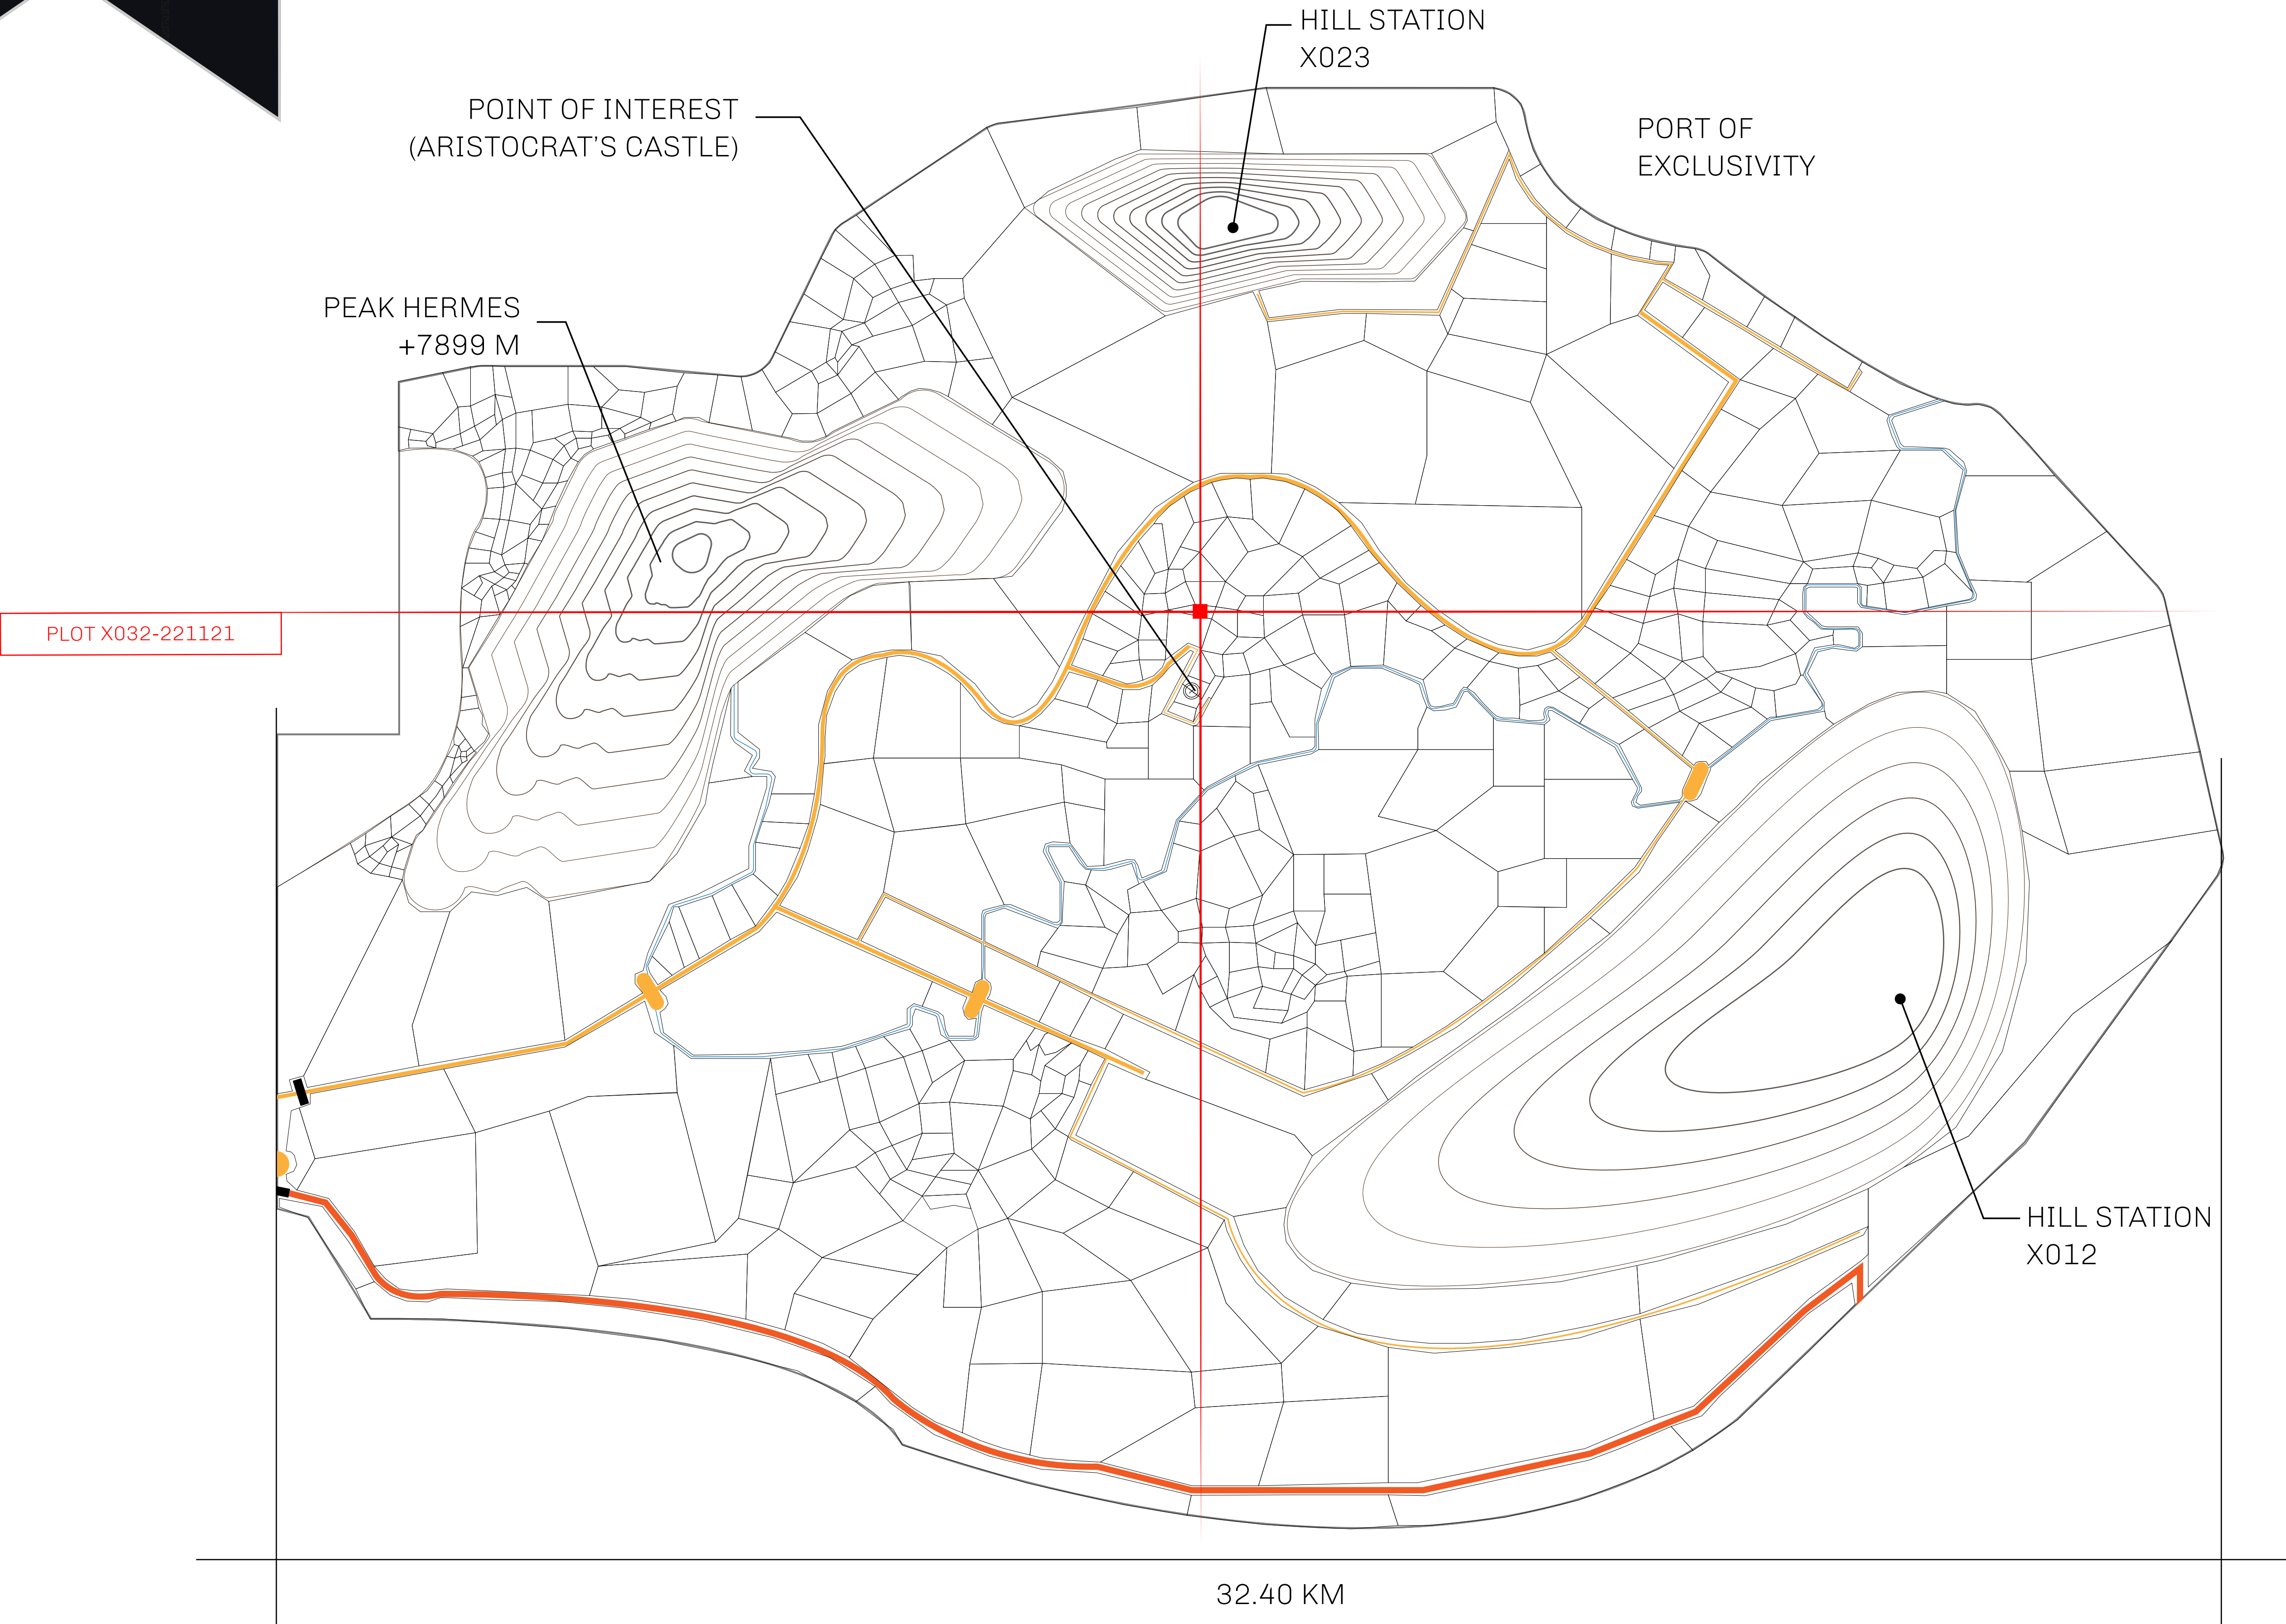 HILL STATION
X023
POINT OF INTEREST
(ARISTOCRAT'S CASTLE)
PORT OF
EXCLUSIVITY
PEAK HERMES
+7899 M
PLOT X032-221121
HILL STATION
X012
32.40 KM